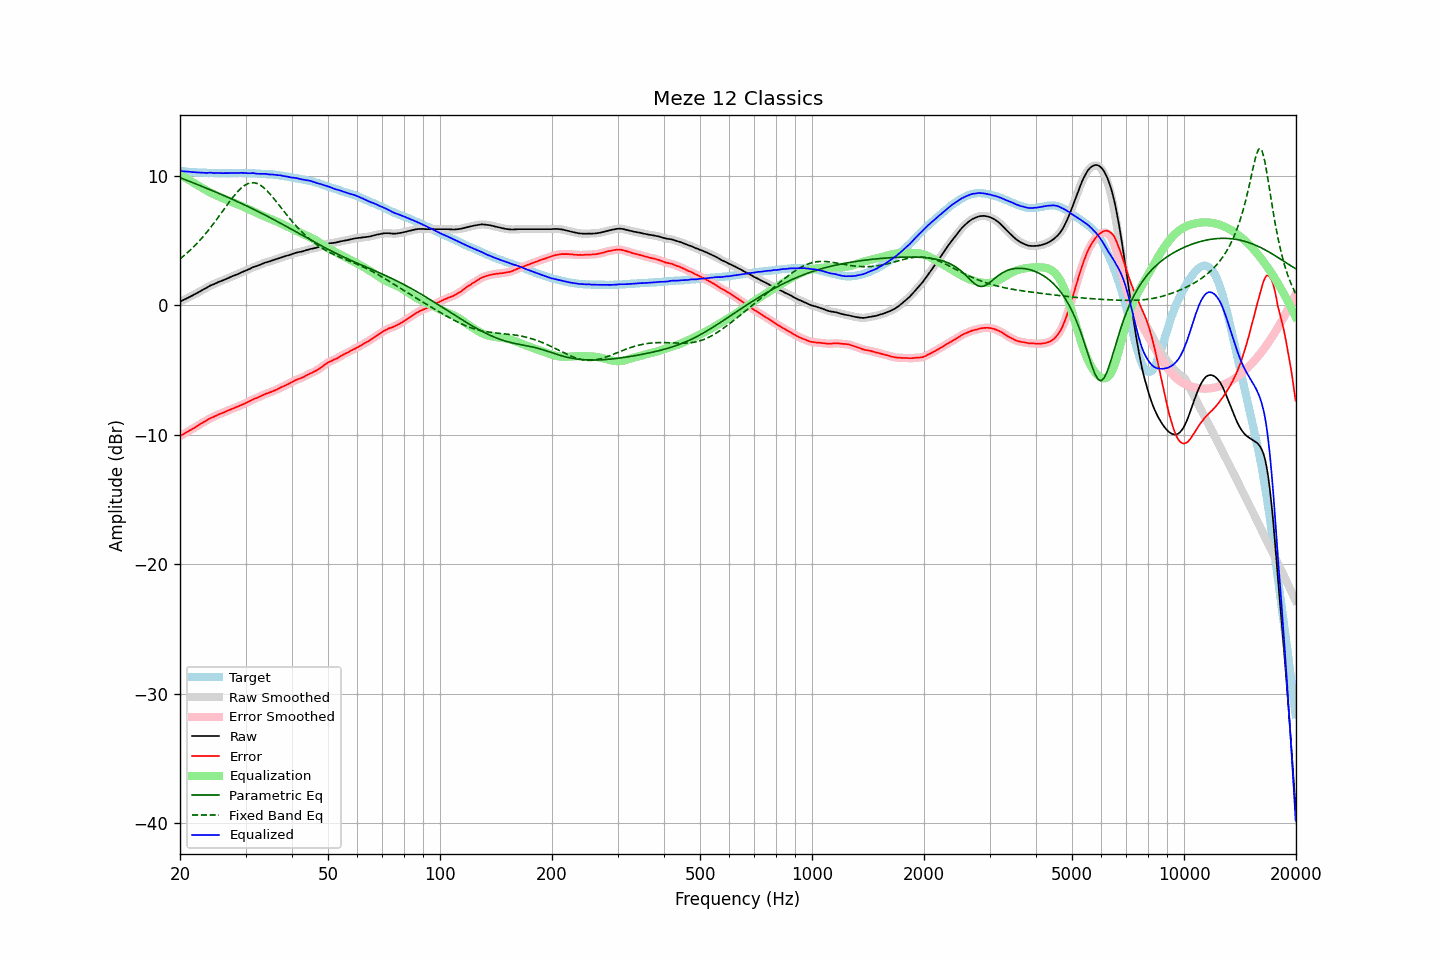 Meze 12 Classics
Amplitude (dBr)
10
0
−10
−20
−30
−40
Target
Raw Smoothed
Error Smoothed
Raw
Error
Equalization
Parametric Eq
Fixed Band Eq
Equalized
20 50 100 200 500 1000 2000 5000 10000 20000
Frequency (Hz)